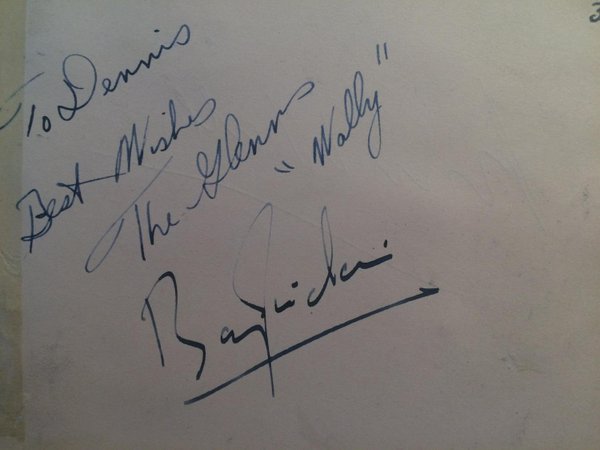 To Dennis
Best Wishes
The Glenns
"Wally"